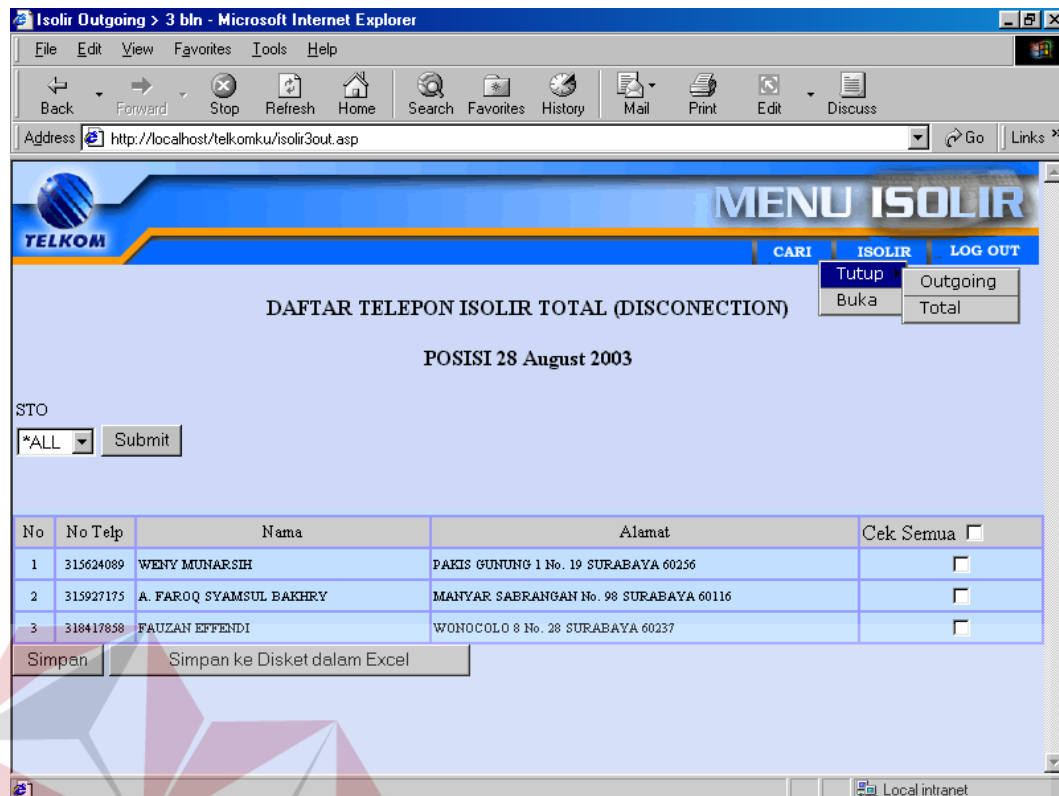 Isolir Outgoing > 3 bln - Microsoft Internet Explorer
File Edit View Favorites Tools Help
Back Forward Stop Refresh Home Search Favorites History Mail Print Edit Discuss
Address http://localhost/telkomku/isolir3out.asp Go Links »
TELKOM
MENU ISOLIR
CARI ISOLIR LOG OUT
Tutup Outgoing
Buka Total
DAFTAR TELEPON ISOLIR TOTAL (DISCONECTION)
POSISI 28 August 2003
STO
*ALL Submit
No No Telp Nama Alamat Cek Semua
1 315624089 WENY MUNARSIH PAKIS GUNUNG 1 No. 19 SURABAYA 60256
2 315927175 A. FAROQ SYAMSUL BAKHRY MANYAR SABRANGAN No. 98 SURABAYA 60116
3 318417858 FAUZAN EFFENDI WONOCOLO 8 No. 28 SURABAYA 60237
Simpan Simpan ke Disket dalam Excel
Local intranet